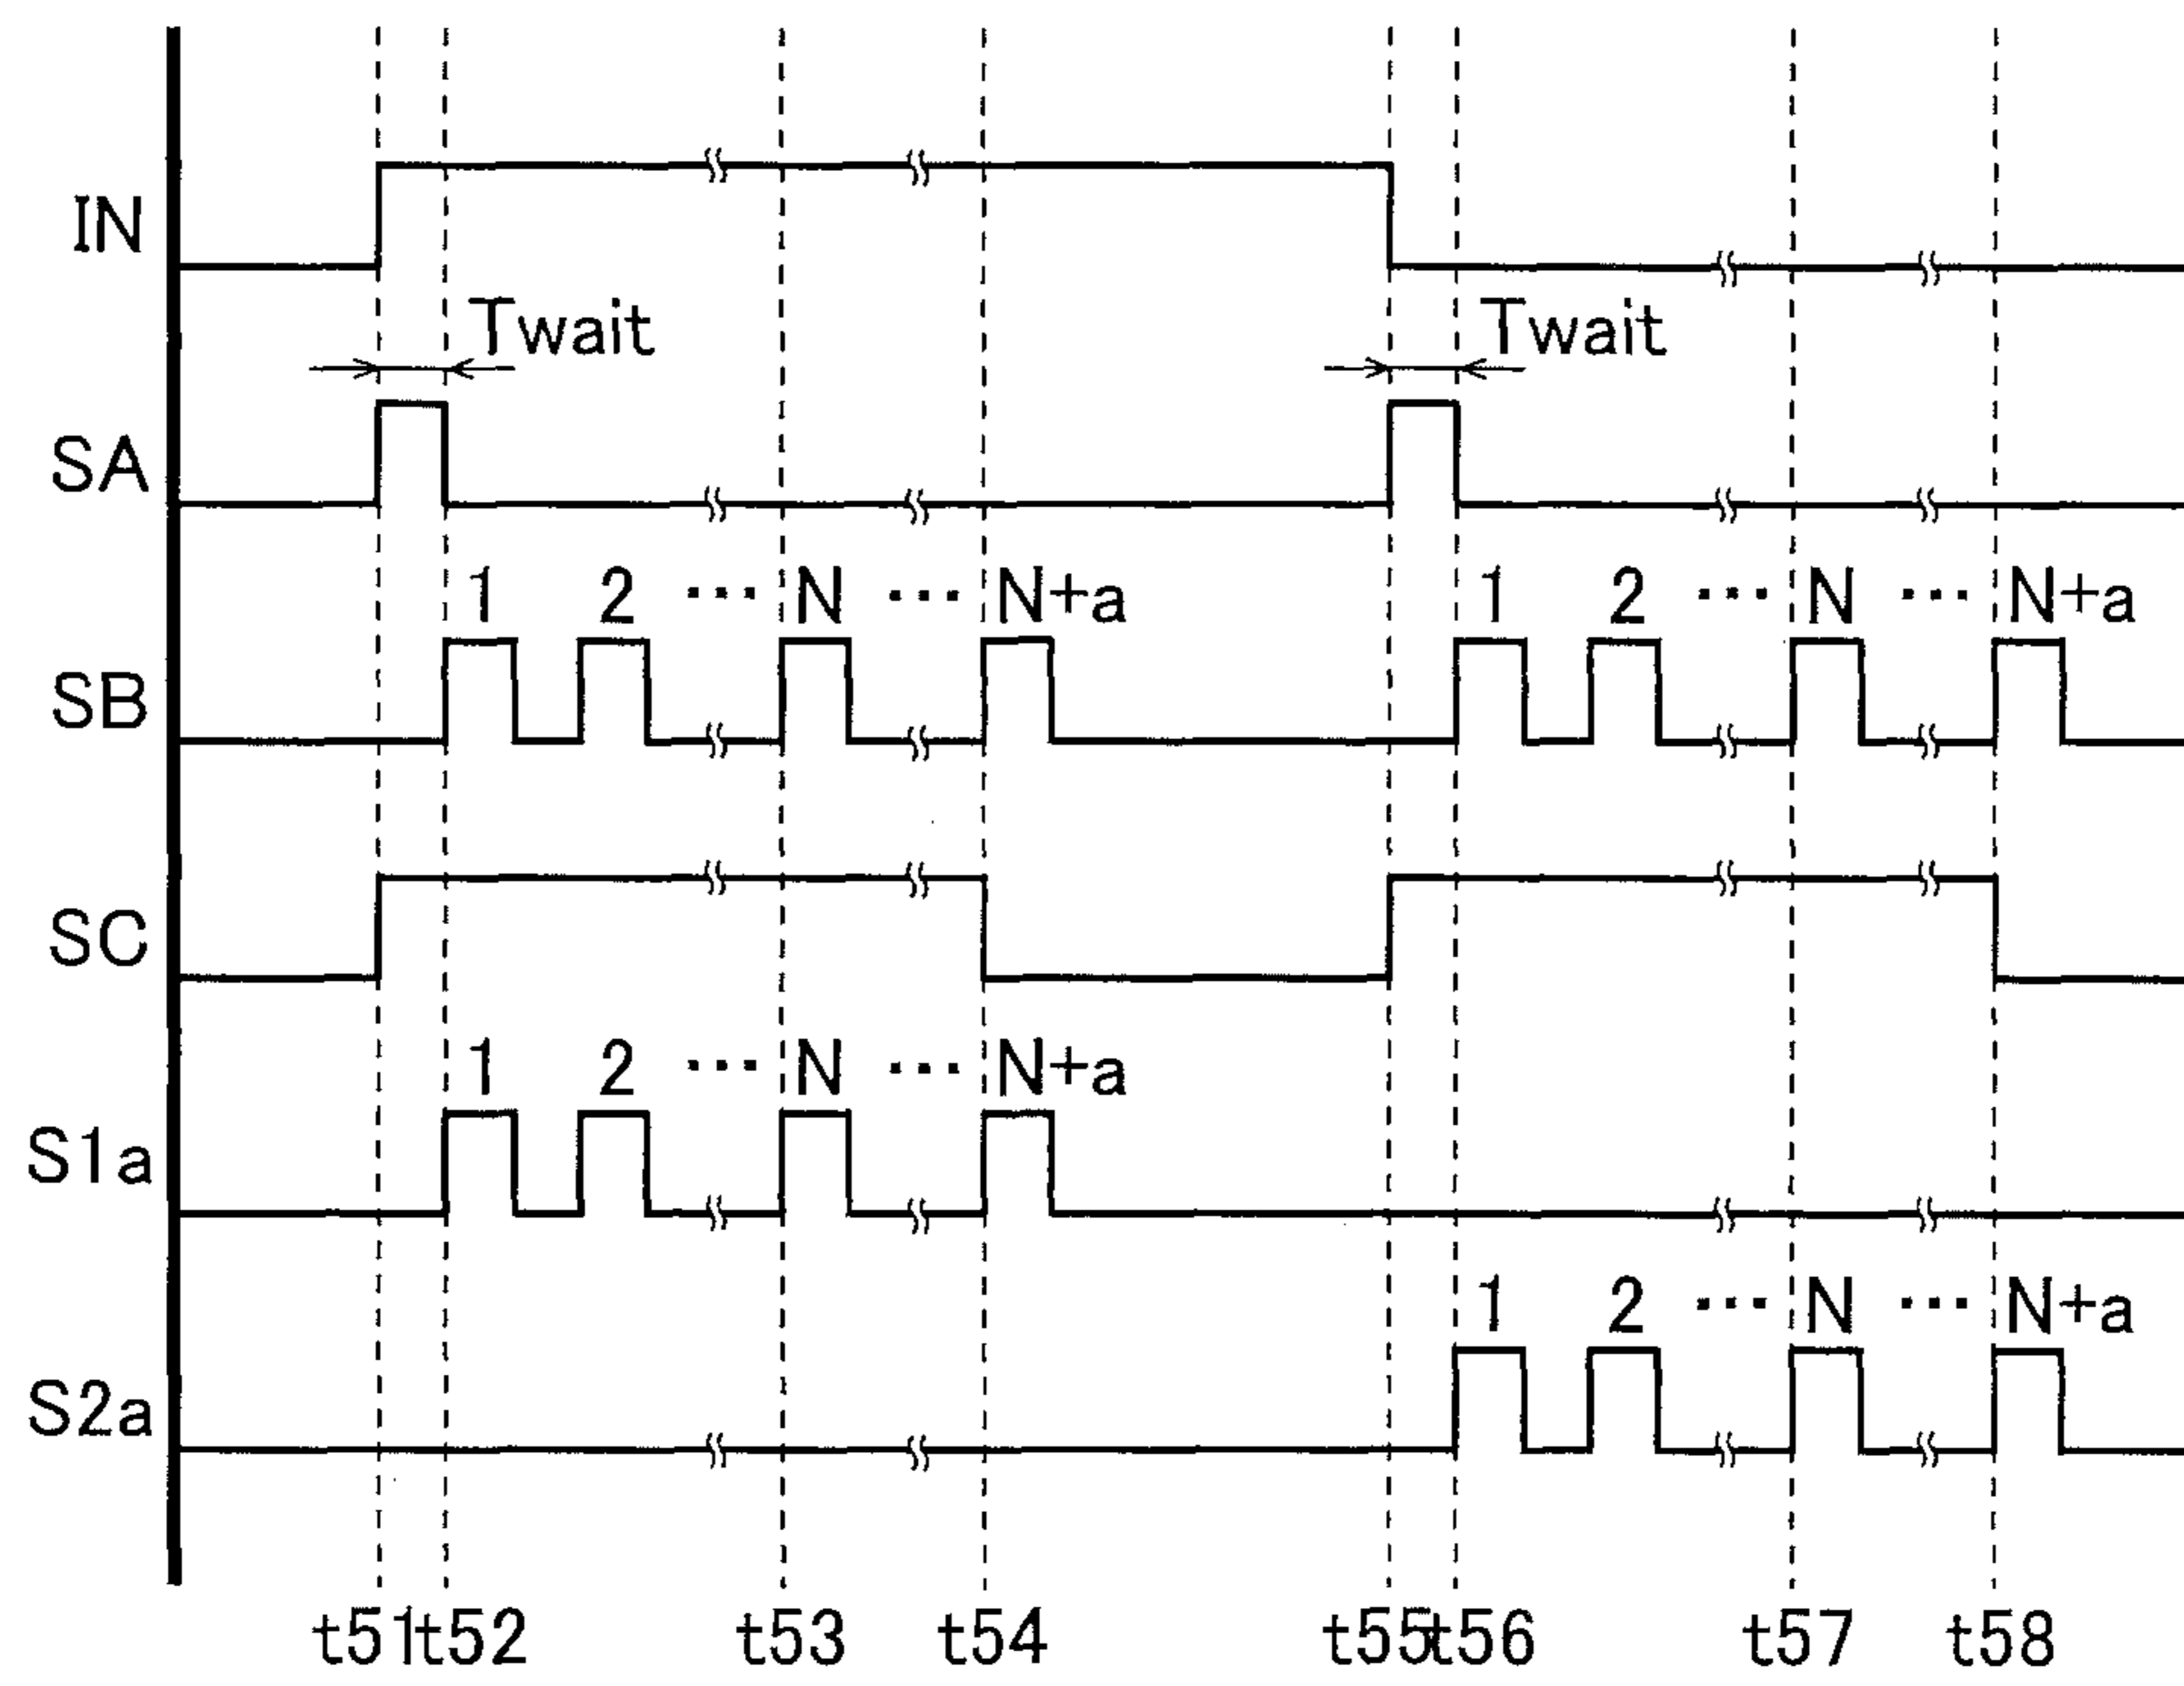 IN
Twait Twait
SA
1 2 ··· N ··· N+a 1 2 ··· N ··· N+a
SB
SC
1 2 ··· N ··· N+a
S1a
1 2 ··· N ··· N+a
S2a
t51 t52 t53 t54 t55 t56 t57 t58